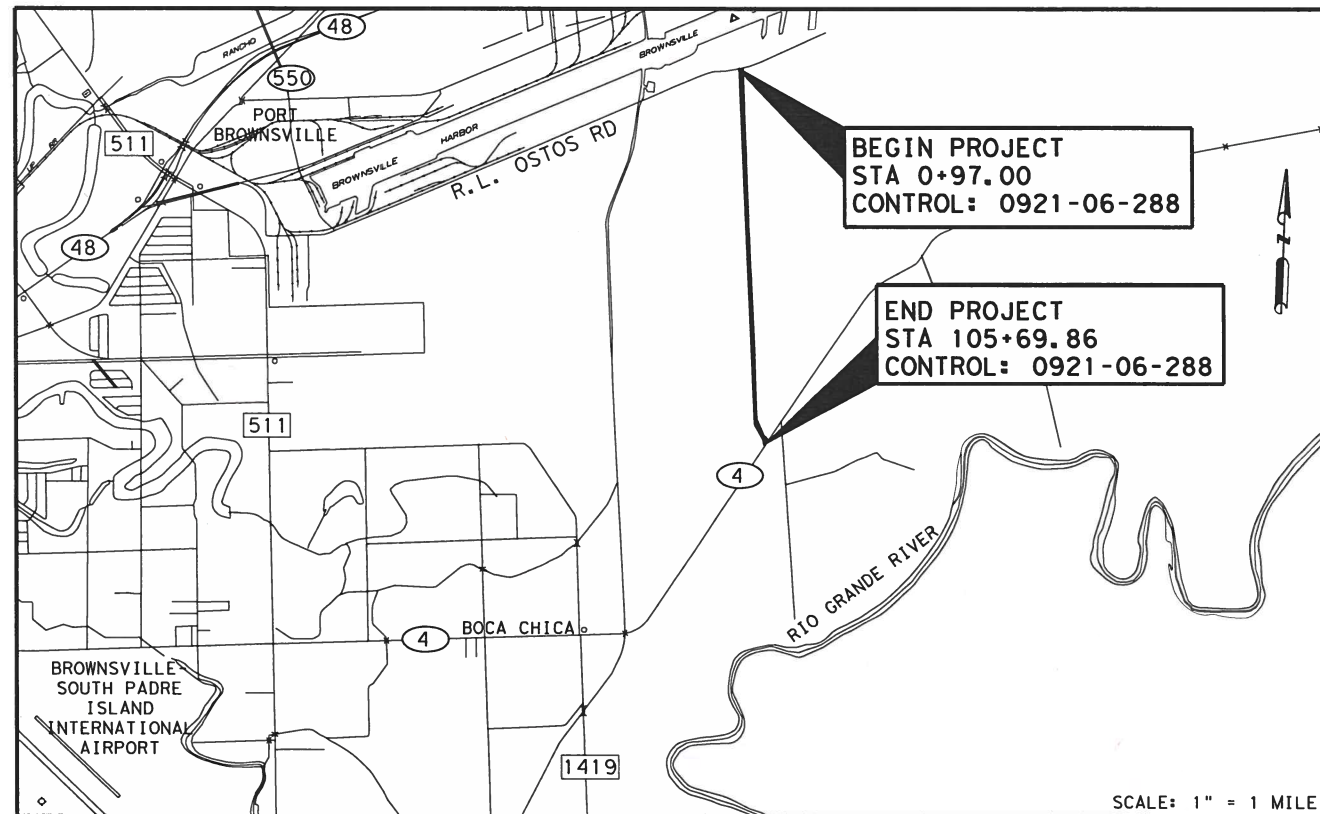 48
RANCHO
BROWNSVILLE
550
PORT
BROWNSVILLE
511
HARBOR
UP RR
BROWNSVILLE
R.L. OSTOS RD
BEGIN PROJECT
STA 0+97.00
CONTROL: 0921-06-288
48
N
END PROJECT
STA 105+69.86
CONTROL: 0921-06-288
511
4
RIO GRANDE RIVER
4
BOCA CHICA
BROWNSVILLE-
SOUTH PADRE
ISLAND
INTERNATIONAL
AIRPORT
1419
SCALE: 1" = 1 MILE